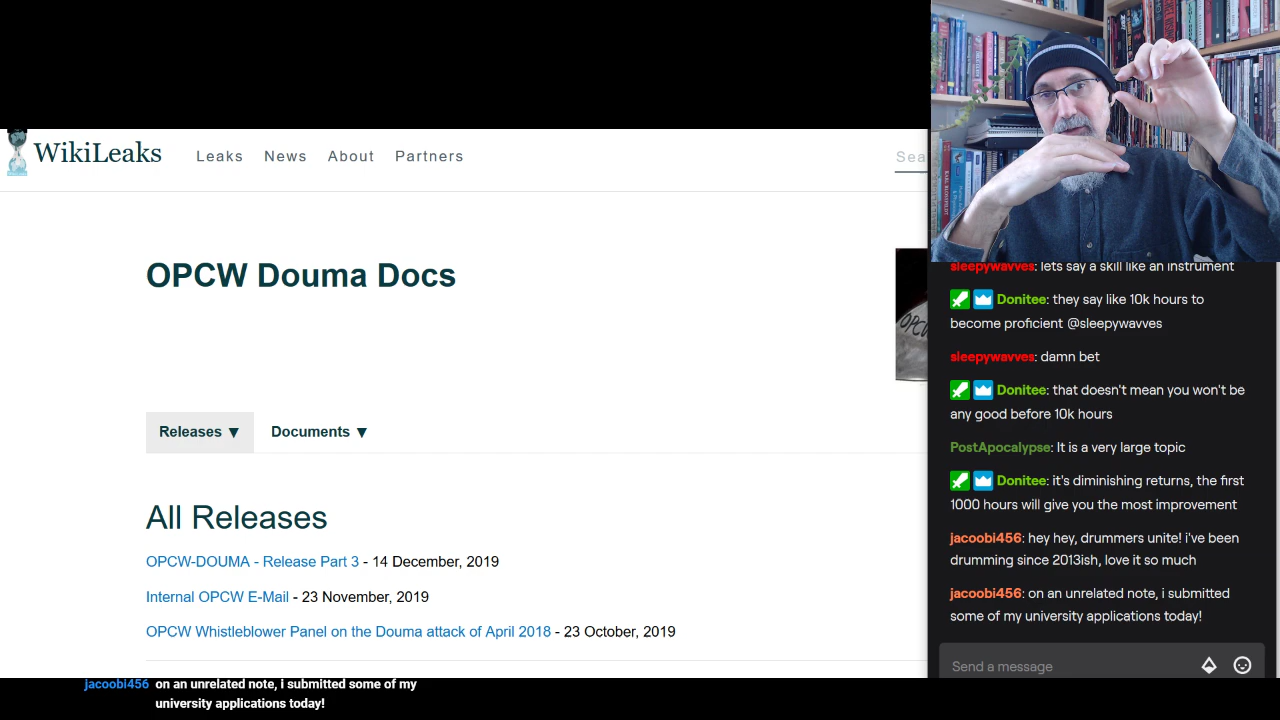 WikiLeaks
Leaks News About Partners
Sea
OPCW Douma Docs
OPCW
Releases ▼ Documents ▼
All Releases
OPCW-DOUMA - Release Part 3 - 14 December, 2019
Internal OPCW E-Mail - 23 November, 2019
OPCW Whistleblower Panel on the Douma attack of April 2018 - 23 October, 2019
sleepywavves: lets say a skill like an instrument
Donitee: they say like 10k hours to
become proficient @sleepywavves
sleepywavves: damn bet
Donitee: that doesn't mean you won't be
any good before 10k hours
PostApocalypse: It is a very large topic
Donitee: it's diminishing returns, the first
1000 hours will give you the most improvement
jacoobi456: hey hey, drummers unite! i've been
drumming since 2013ish, love it so much
jacoobi456: on an unrelated note, i submitted
some of my university applications today!
Send a message
jacoobi456 on an unrelated note, i submitted some of my
university applications today!